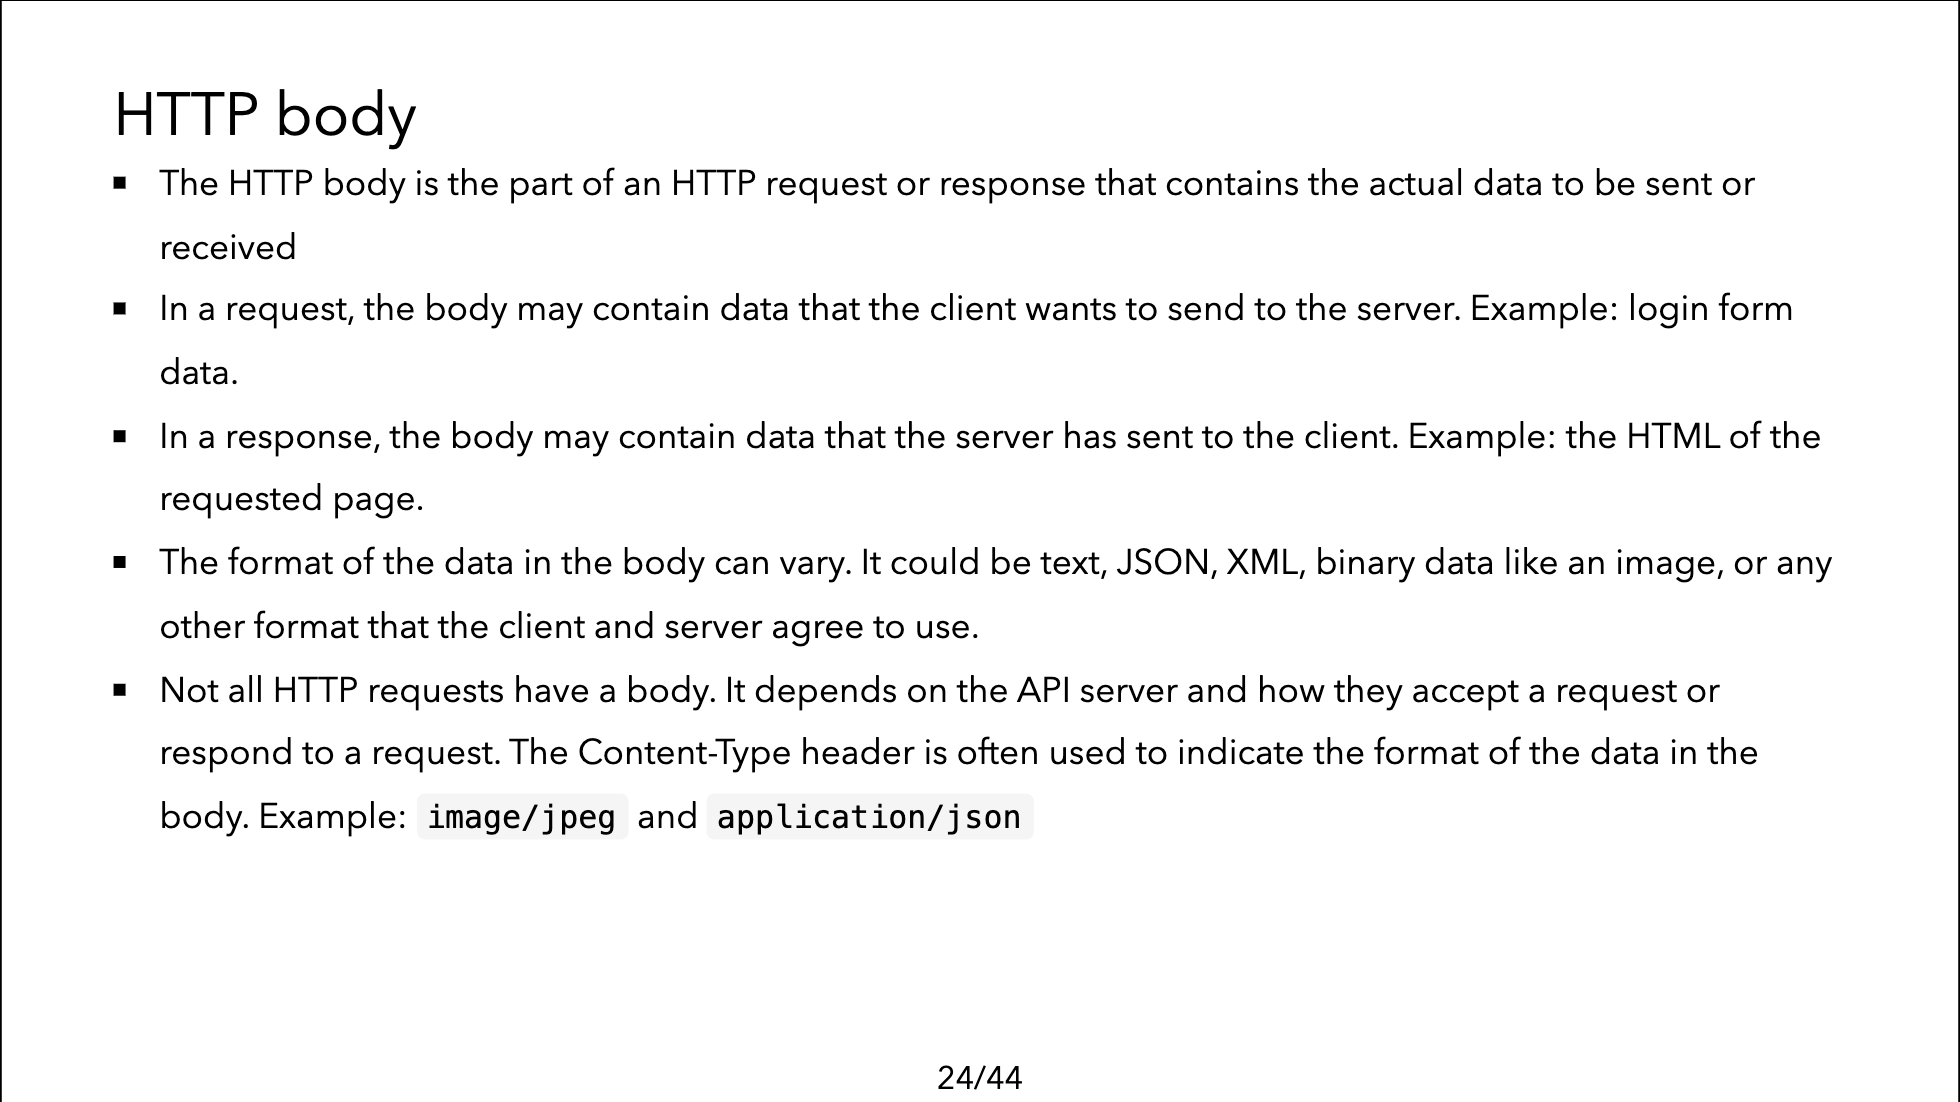 HTTP body
▪ The HTTP body is the part of an HTTP request or response that contains the actual data to be sent or
received
▪ In a request, the body may contain data that the client wants to send to the server. Example: login form
data.
▪ In a response, the body may contain data that the server has sent to the client. Example: the HTML of the
requested page.
▪ The format of the data in the body can vary. It could be text, JSON, XML, binary data like an image, or any
other format that the client and server agree to use.
▪ Not all HTTP requests have a body. It depends on the API server and how they accept a request or
respond to a request. The Content-Type header is often used to indicate the format of the data in the
body. Example: image/jpeg and application/json
24/44